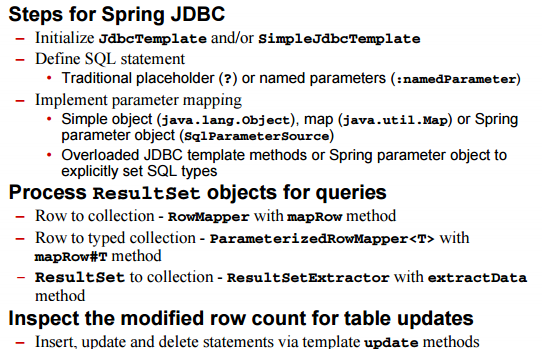 Steps for Spring JDBC
– Initialize JdbcTemplate and/or SimpleJdbcTemplate
– Define SQL statement
• Traditional placeholder (?) or named parameters (:namedParameter)
– Implement parameter mapping
• Simple object (java.lang.Object), map (java.util.Map) or Spring
parameter object (SqlParameterSource)
• Overloaded JDBC template methods or Spring parameter object to
explicitly set SQL types
Process ResultSet objects for queries
– Row to collection - RowMapper with mapRow method
– Row to typed collection - ParameterizedRowMapper<T> with
mapRow#T method
– ResultSet to collection - ResultSetExtractor with extractData
method
Inspect the modified row count for table updates
– Insert, update and delete statements via template update methods